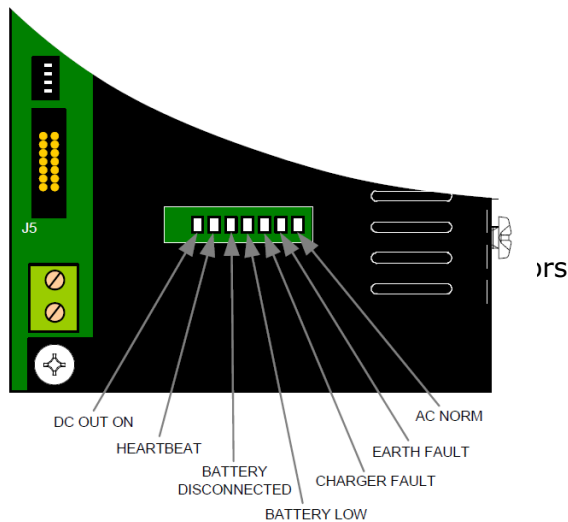 J5
ors
DC OUT ON
AC NORM
HEARTBEAT
EARTH FAULT
BATTERY
DISCONNECTED
CHARGER FAULT
BATTERY LOW